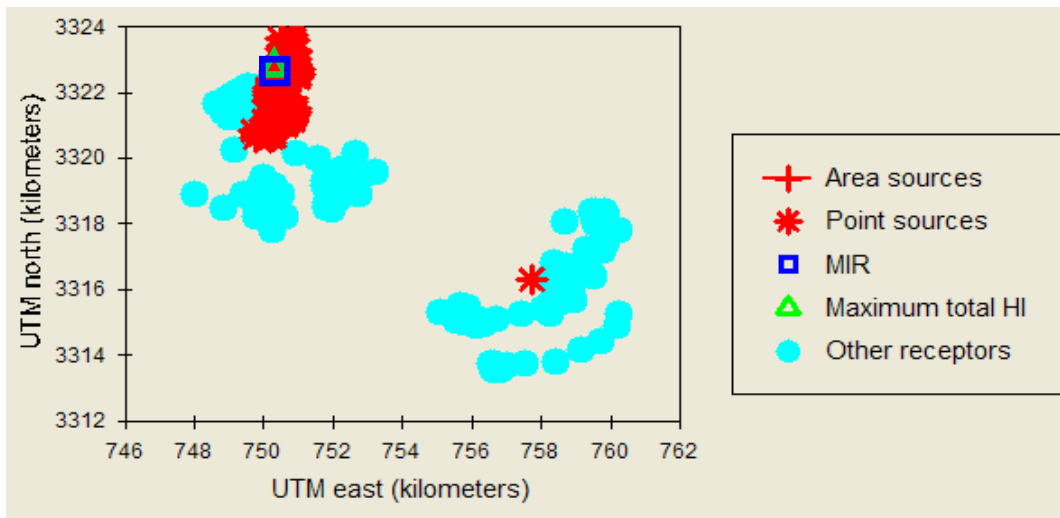 3324
3322
3320
3318
3316
3314
3312
UTM north (kilometers)
746 748 750 752 754 756 758 760 762
UTM east (kilometers)
Area sources
Point sources
MIR
Maximum total HI
Other receptors